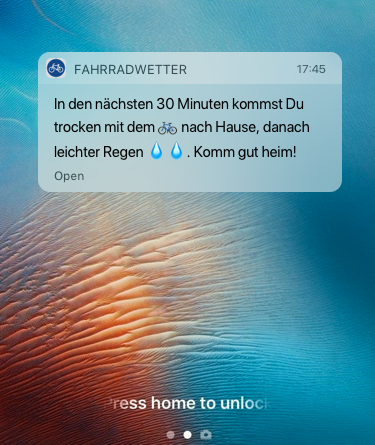 FAHRRADWETTER 17:45
In den nächsten 30 Minuten kommst Du
trocken mit dem 🚲 nach Hause, danach
leichter Regen 💧 💧. Komm gut heim!
Open
ress home to unloc